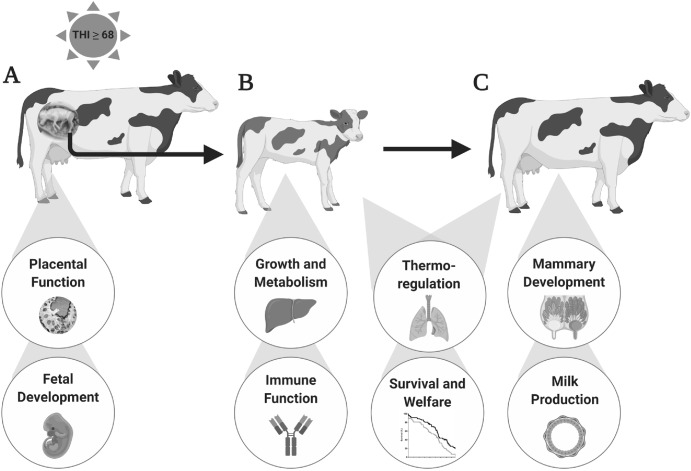 THI ≥ 68
A
B
C
Placental
Function
Growth and
Metabolism
Thermo-
regulation
Mammary
Development
Fetal
Development
Immune
Function
Survival and
Welfare
Milk
Production